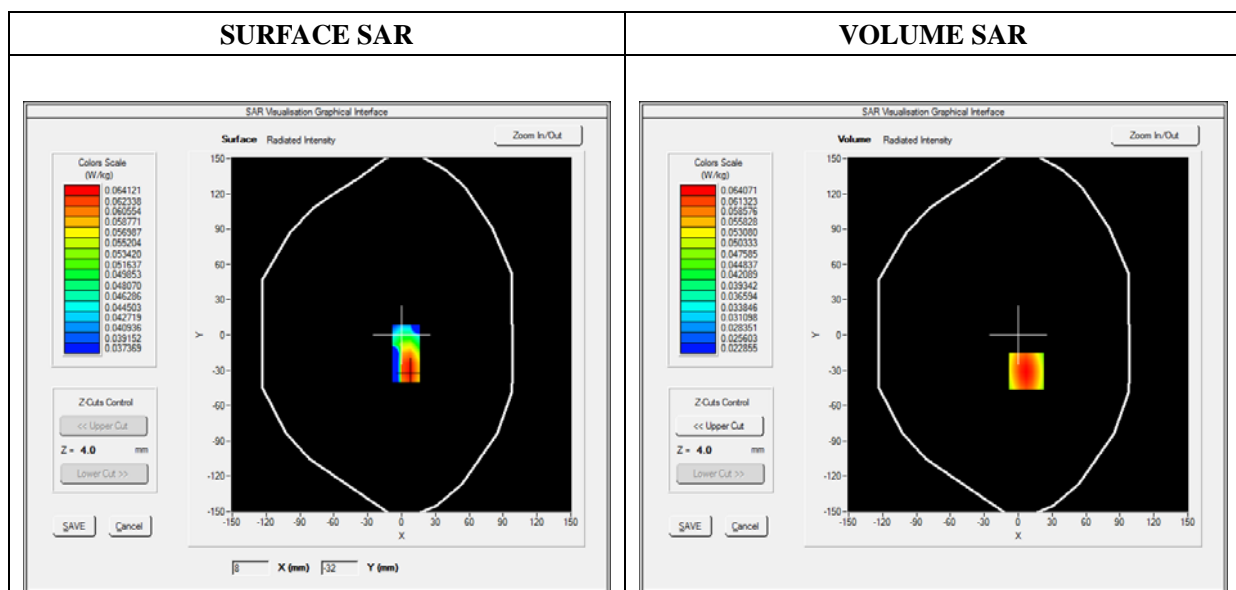 SURFACE SAR
VOLUME SAR
SAR Visualisation Graphical Interface
Surface Radiated Intensity
Zoom In/Out
Colors Scale
(W/kg)
0.064121
0.062338
0.060554
0.058771
0.056987
0.055204
0.053420
0.051637
0.049853
0.048070
0.046286
0.044503
0.042719
0.040936
0.039152
0.037369
Z-Cuts Control
<< Upper Cut
Z = 4.0 mm
Lower Cut >>
SAVE Cancel
150
120
90
60
30
0
-30
-60
-90
-120
-150
Y
-150 -120 -90 -60 -30 0 30 60 90 120 150
X
8 X (mm) -32 Y (mm)
SAR Visualisation Graphical Interface
Volume Radiated Intensity
Zoom In/Out
Colors Scale
(W/kg)
0.064071
0.061323
0.058576
0.055828
0.053080
0.050333
0.047585
0.044837
0.042089
0.039342
0.036594
0.033846
0.031098
0.028351
0.025603
0.022855
Z-Cuts Control
<< Upper Cut
Z = 4.0 mm
Lower Cut >>
SAVE Cancel
150
120
90
60
30
0
-30
-60
-90
-120
-150
Y
-150 -120 -90 -60 -30 0 30 60 90 120 150
X